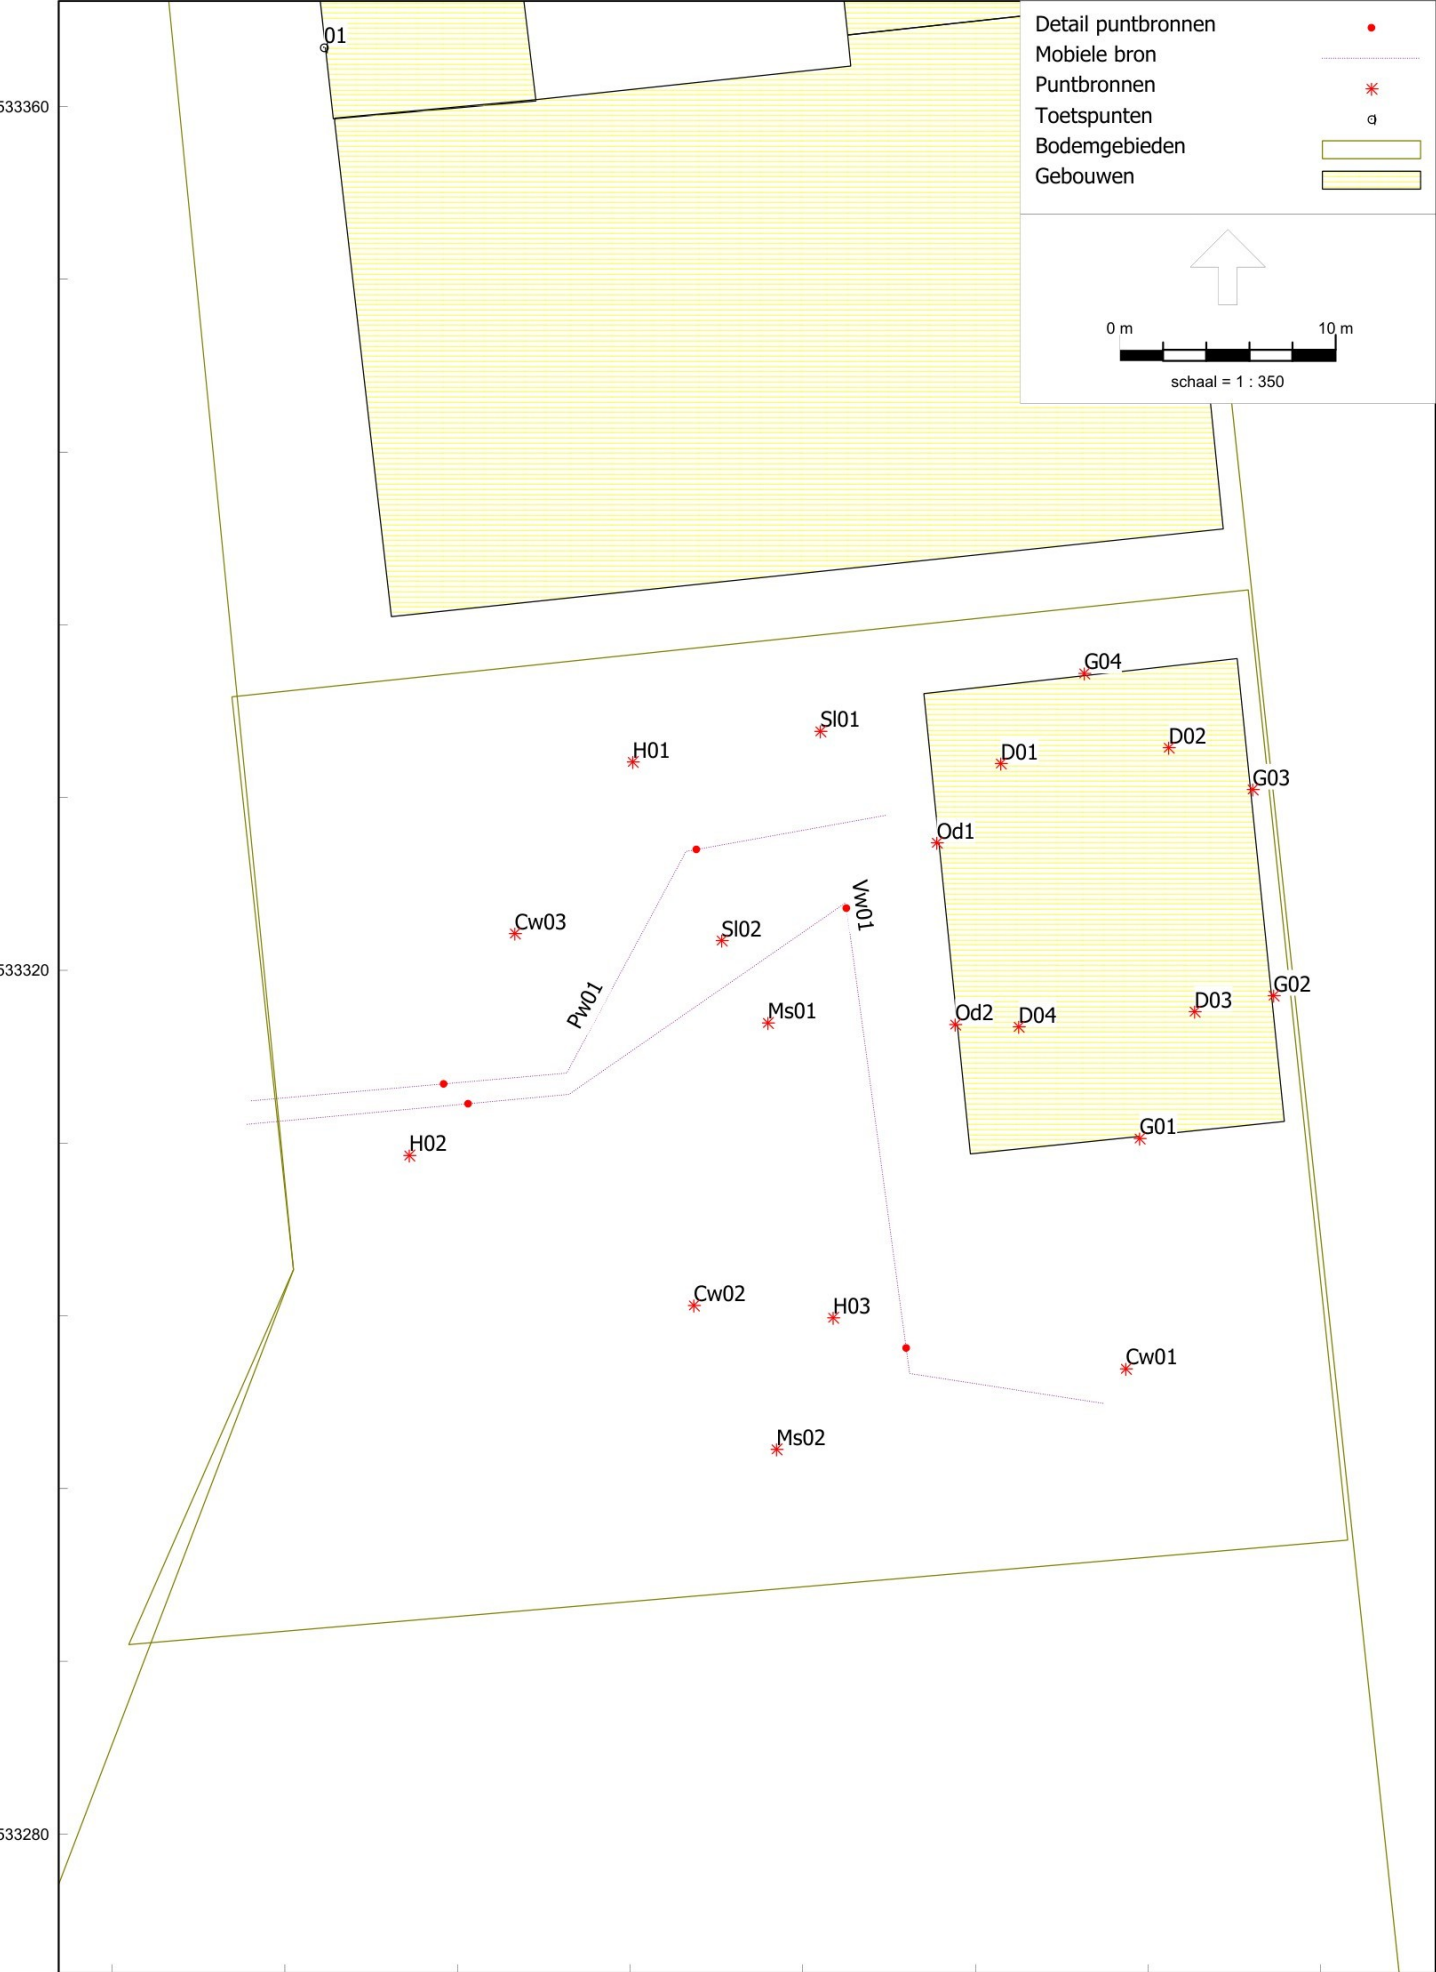 01
Detail puntbronnen
Mobiele bron
Puntbronnen
Toetspunten
Bodemgebieden
Gebouwen
0 m 10 m
schaal = 1 : 350
533360
G04
Sl01
D02
H01
D01
G03
Od1
Vw01
Cw03
Sl02
533320
G02
Pw01
D03
Ms01
Od2
D04
G01
H02
Cw02
H03
Cw01
Ms02
533280